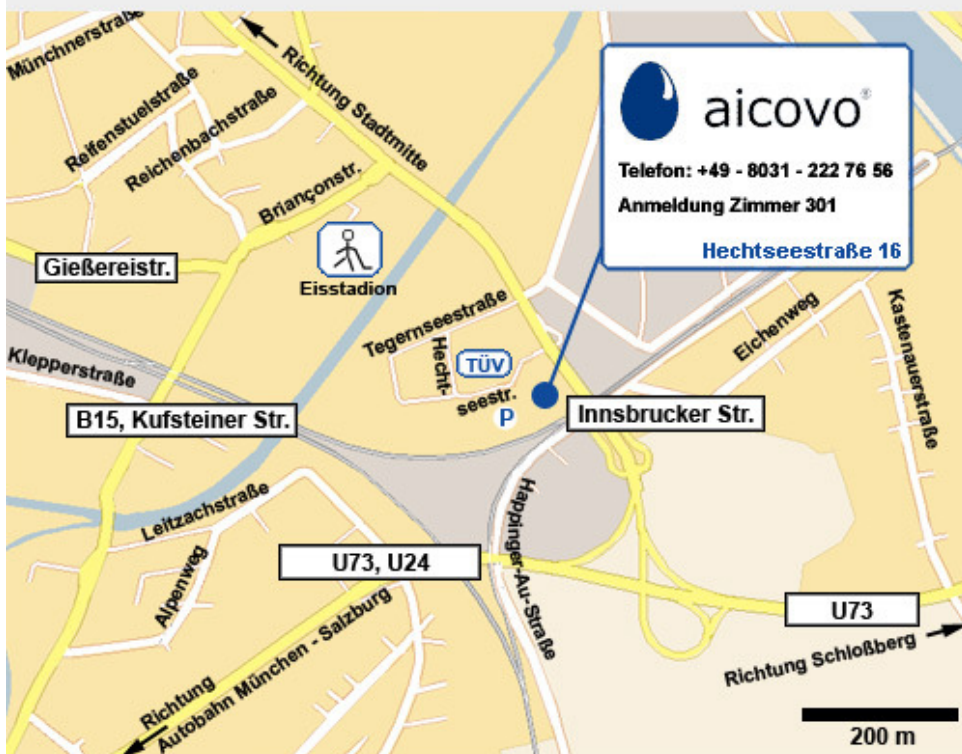 Münchnerstraße
Richtung Stadtmitte
Reifenstuelstraße
Reichenbachstraße
aicovo®
Telefon: +49 - 8031 - 222 76 56
Anmeldung Zimmer 301
Hechtseestraße 16
Briançonstr.
Gießereistr.
Eisstadion
Tegernseestraße
Hecht-
seestr.
TÜV
P
Klepperstraße
Eichenweg
Kastenauerstraße
B15, Kufsteiner Str.
Innsbrucker Str.
Leitzachstraße
Happinger-Au-Straße
U73, U24
Alpenweg
U73
Richtung
Autobahn München - Salzburg
Richtung Schloßberg
200 m